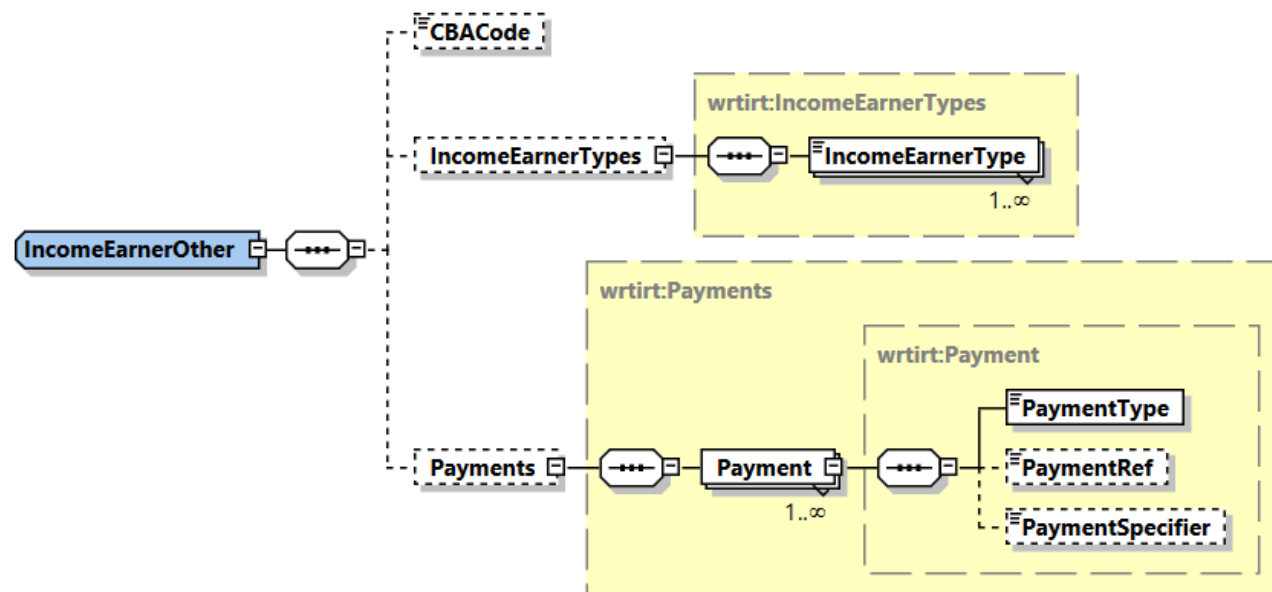 CBACode
wrtirt:IncomeEarnerTypes
IncomeEarnerTypes
IncomeEarnerType
1..∞
IncomeEarnerOther
wrtirt:Payments
wrtirt:Payment
PaymentType
Payments
Payment
PaymentRef
1..∞
PaymentSpecifier